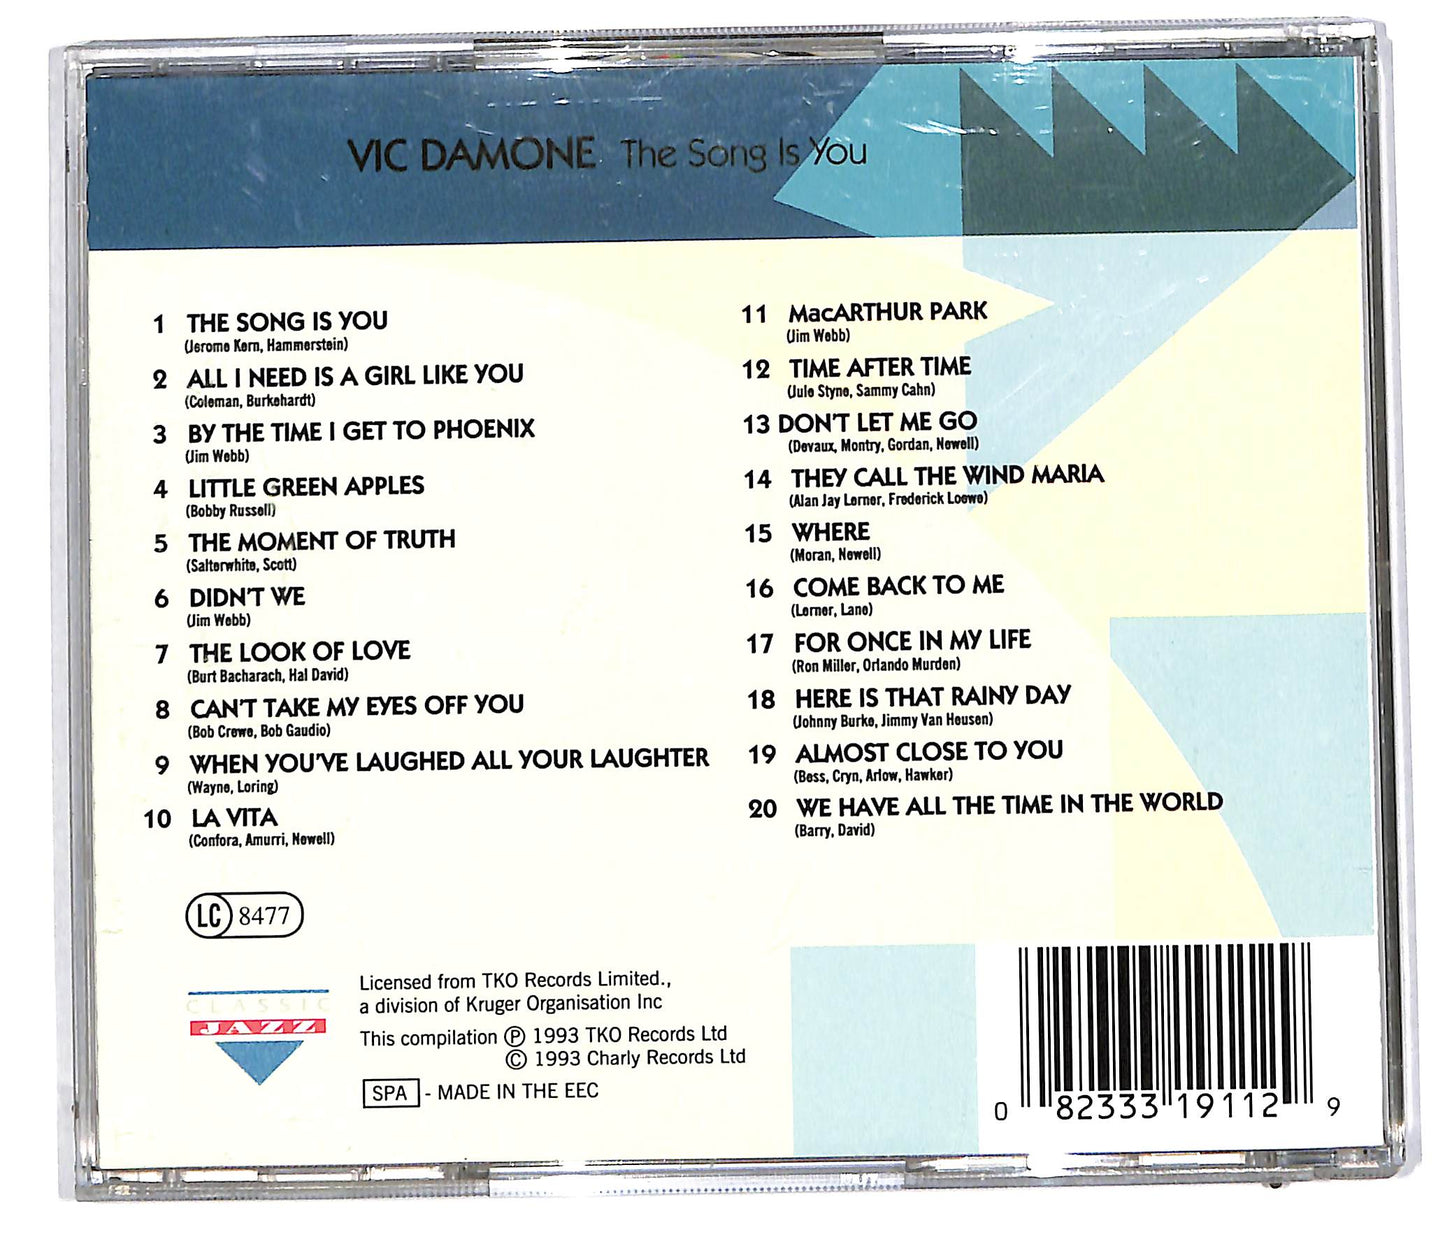 VIC DAMONE The Song Is You
1 THE SONG IS YOU
(Jerome Kern, Hammerstein)
2 ALL I NEED IS A GIRL LIKE YOU
(Coleman, Burkehardt)
3 BY THE TIME I GET TO PHOENIX
(Jim Webb)
4 LITTLE GREEN APPLES
(Bobby Russell)
5 THE MOMENT OF TRUTH
(Salterwhite, Scott)
6 DIDN'T WE
(Jim Webb)
7 THE LOOK OF LOVE
(Burt Bacharach, Hal David)
8 CAN'T TAKE MY EYES OFF YOU
(Bob Crewe, Bob Gaudio)
9 WHEN YOU'VE LAUGHED ALL YOUR LAUGHTER
(Wayne, Loring)
10 LA VITA
(Confora, Amurri, Newell)
11 MacARTHUR PARK
(Jim Webb)
12 TIME AFTER TIME
(Jule Styne, Sammy Cahn)
13 DON'T LET ME GO
(Devaux, Montry, Gordan, Newell)
14 THEY CALL THE WIND MARIA
(Alan Jay Lerner, Frederick Loewe)
15 WHERE
(Moran, Newell)
16 COME BACK TO ME
(Lerner, Lane)
17 FOR ONCE IN MY LIFE
(Ron Miller, Orlando Murden)
18 HERE IS THAT RAINY DAY
(Johnny Burke, Jimmy Van Heusen)
19 ALMOST CLOSE TO YOU
(Bess, Cryn, Arlow, Hawker)
20 WE HAVE ALL THE TIME IN THE WORLD
(Barry, David)
LC 8477
CLASSIC
JAZZ
Licensed from TKO Records Limited.,
a division of Kruger Organisation Inc
This compilation ℗ 1993 TKO Records Ltd
© 1993 Charly Records Ltd
SPA - MADE IN THE EEC
0 82333 19112 9